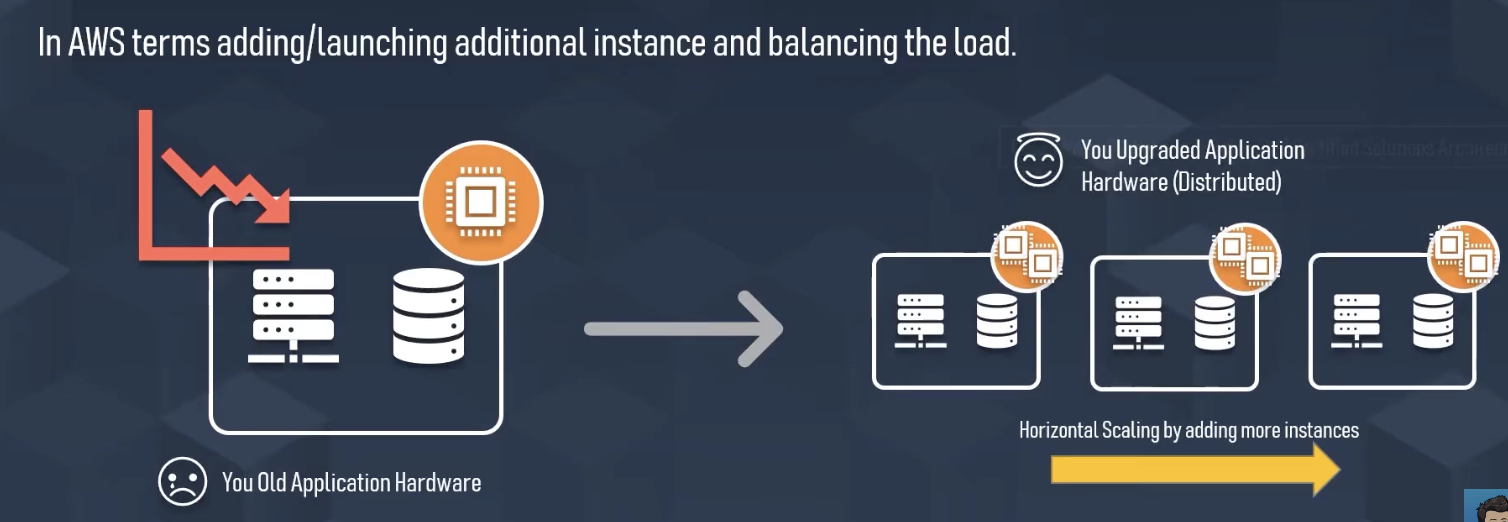 In AWS terms adding/launching additional instance and balancing the load.
You Upgraded Application
Hardware (Distributed)
Horizontal Scaling by adding more instances
You Old Application Hardware